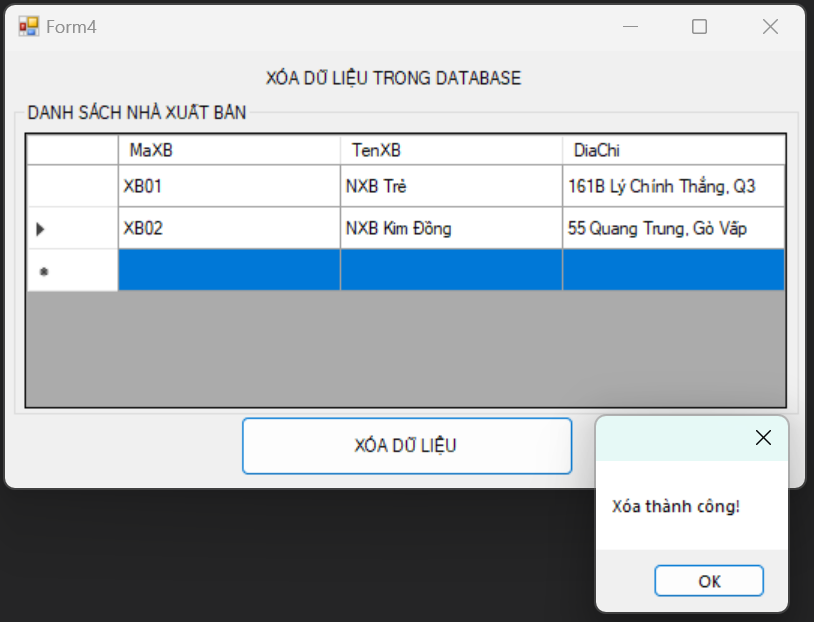 Form4
XÓA DỮ LIỆU TRONG DATABASE
DANH SÁCH NHÀ XUẤT BẢN
MaXB TenXB DiaChi
XB01 NXB Trẻ 161B Lý Chính Thắng, Q3
XB02 NXB Kim Đồng 55 Quang Trung, Gò Vấp
XÓA DỮ LIỆU
Xóa thành công!
OK